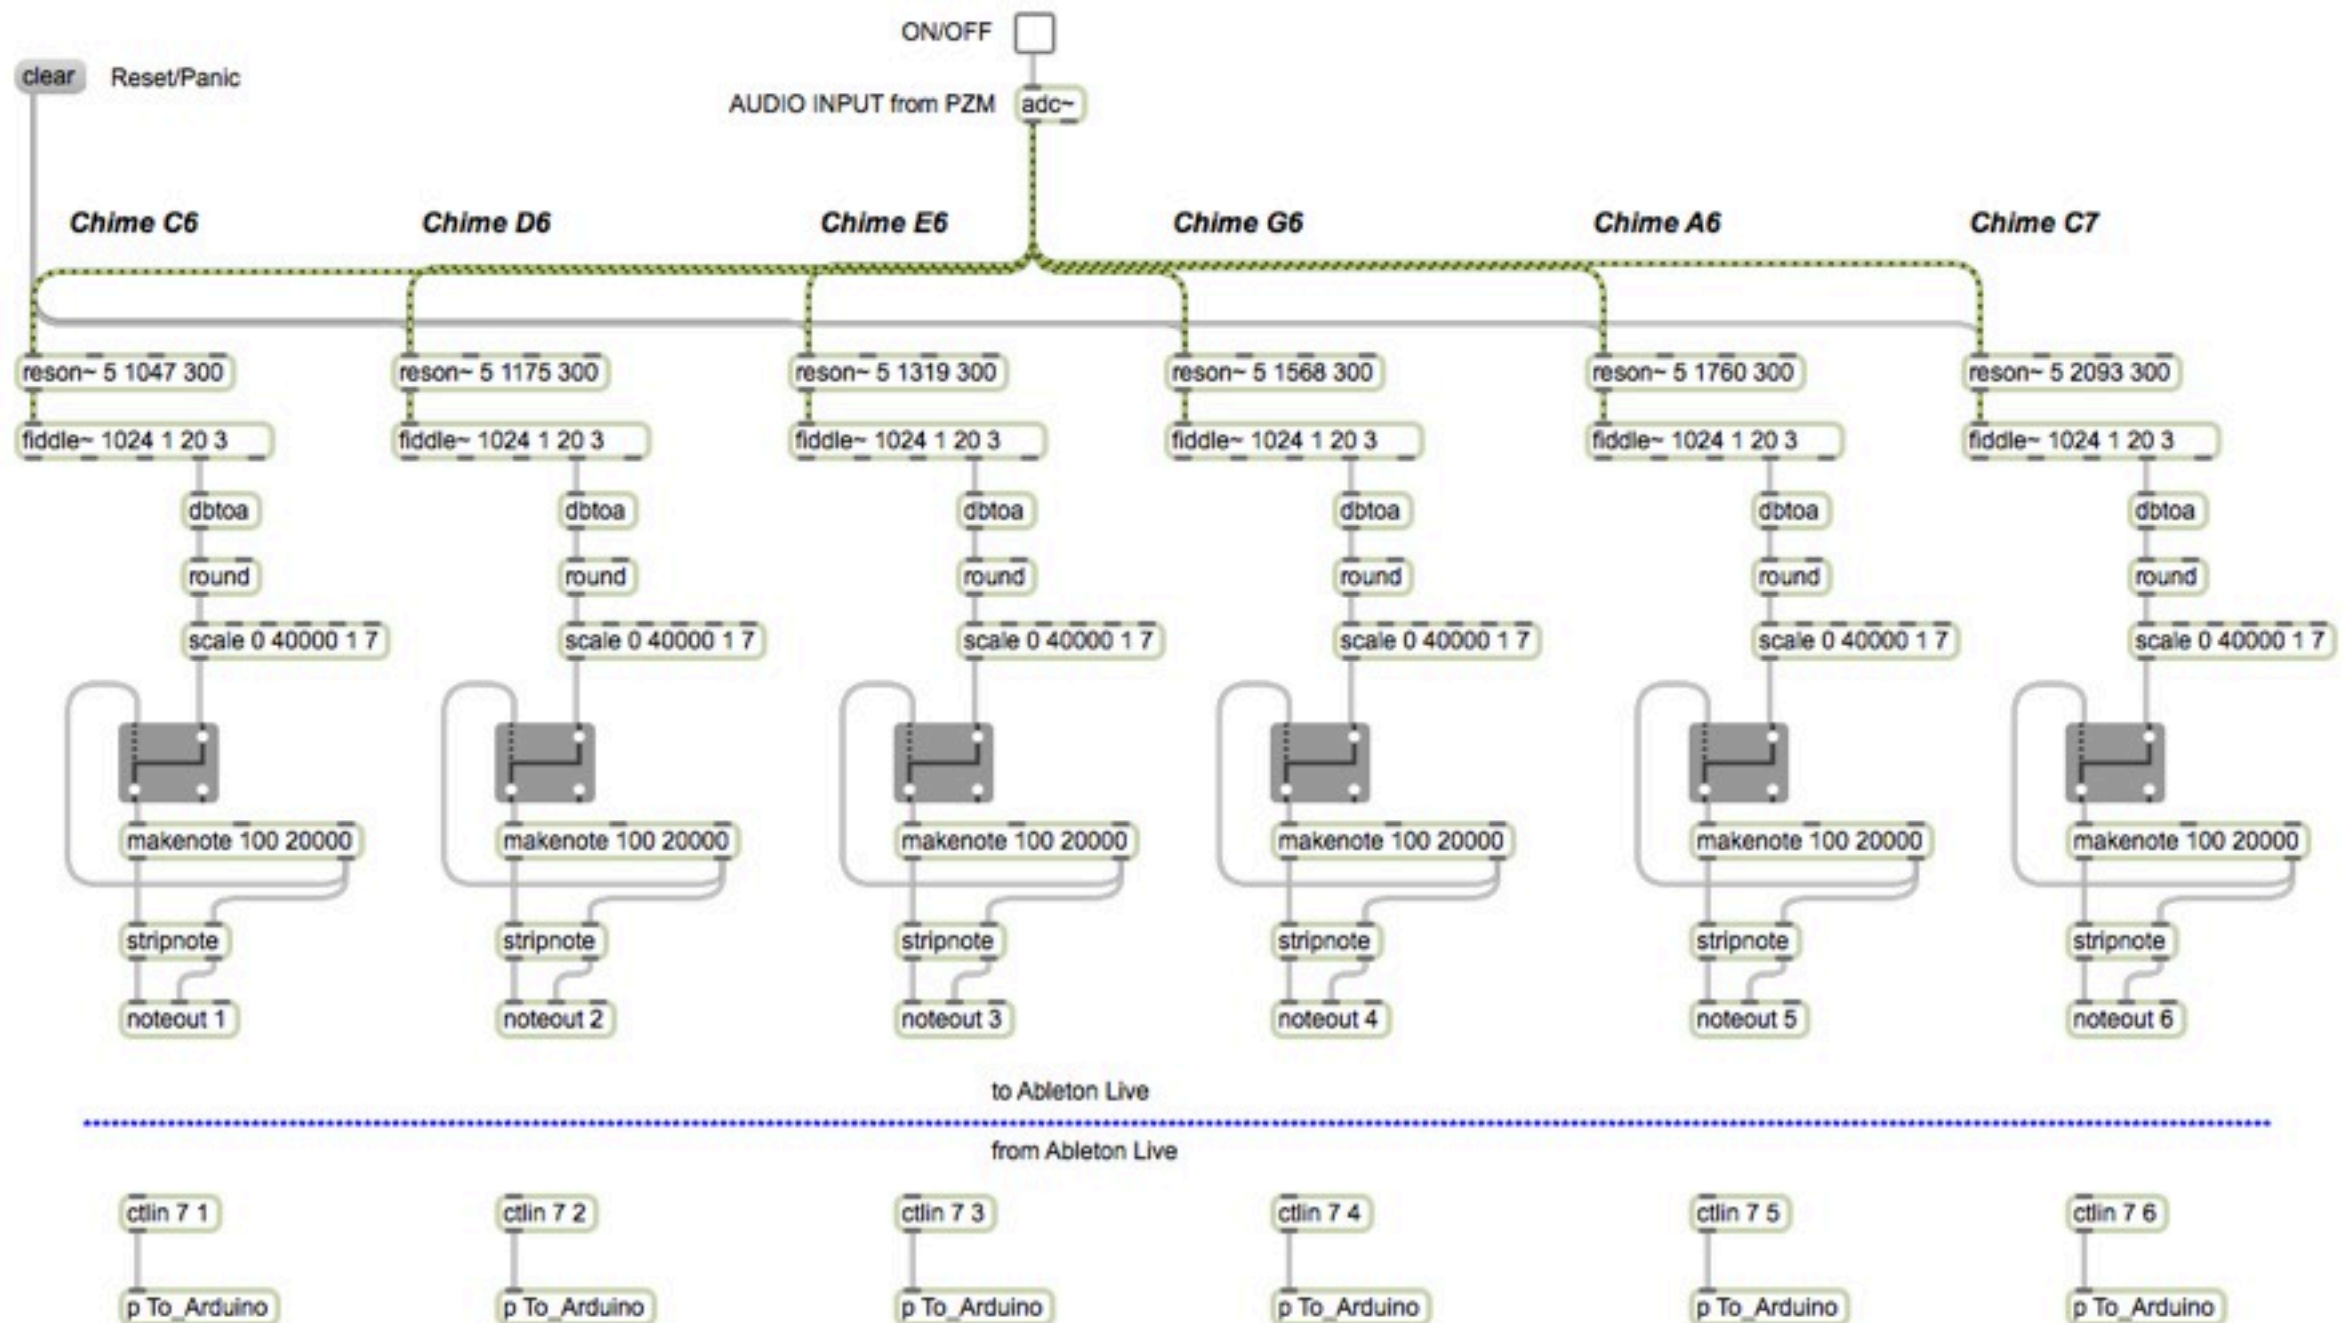 ON/OFF
clear Reset/Panic
AUDIO INPUT from PZM adc~
Chime C6 Chime D6 Chime E6 Chime G6 Chime A6 Chime C7
reson~ 5 1047 300 reson~ 5 1175 300 reson~ 5 1319 300 reson~ 5 1568 300 reson~ 5 1760 300 reson~ 5 2093 300
fiddle~ 1024 1 20 3 fiddle~ 1024 1 20 3 fiddle~ 1024 1 20 3 fiddle~ 1024 1 20 3 fiddle~ 1024 1 20 3 fiddle~ 1024 1 20 3
dbtoa dbtoa dbtoa dbtoa dbtoa dbtoa
round round round round round round
scale 0 40000 1 7 scale 0 40000 1 7 scale 0 40000 1 7 scale 0 40000 1 7 scale 0 40000 1 7 scale 0 40000 1 7
makenote 100 20000 makenote 100 20000 makenote 100 20000 makenote 100 20000 makenote 100 20000 makenote 100 20000
stripnote stripnote stripnote stripnote stripnote stripnote
noteout 1 noteout 2 noteout 3 noteout 4 noteout 5 noteout 6
to Ableton Live
from Ableton Live
ctlin 7 1 ctlin 7 2 ctlin 7 3 ctlin 7 4 ctlin 7 5 ctlin 7 6
p To_Arduino p To_Arduino p To_Arduino p To_Arduino p To_Arduino p To_Arduino